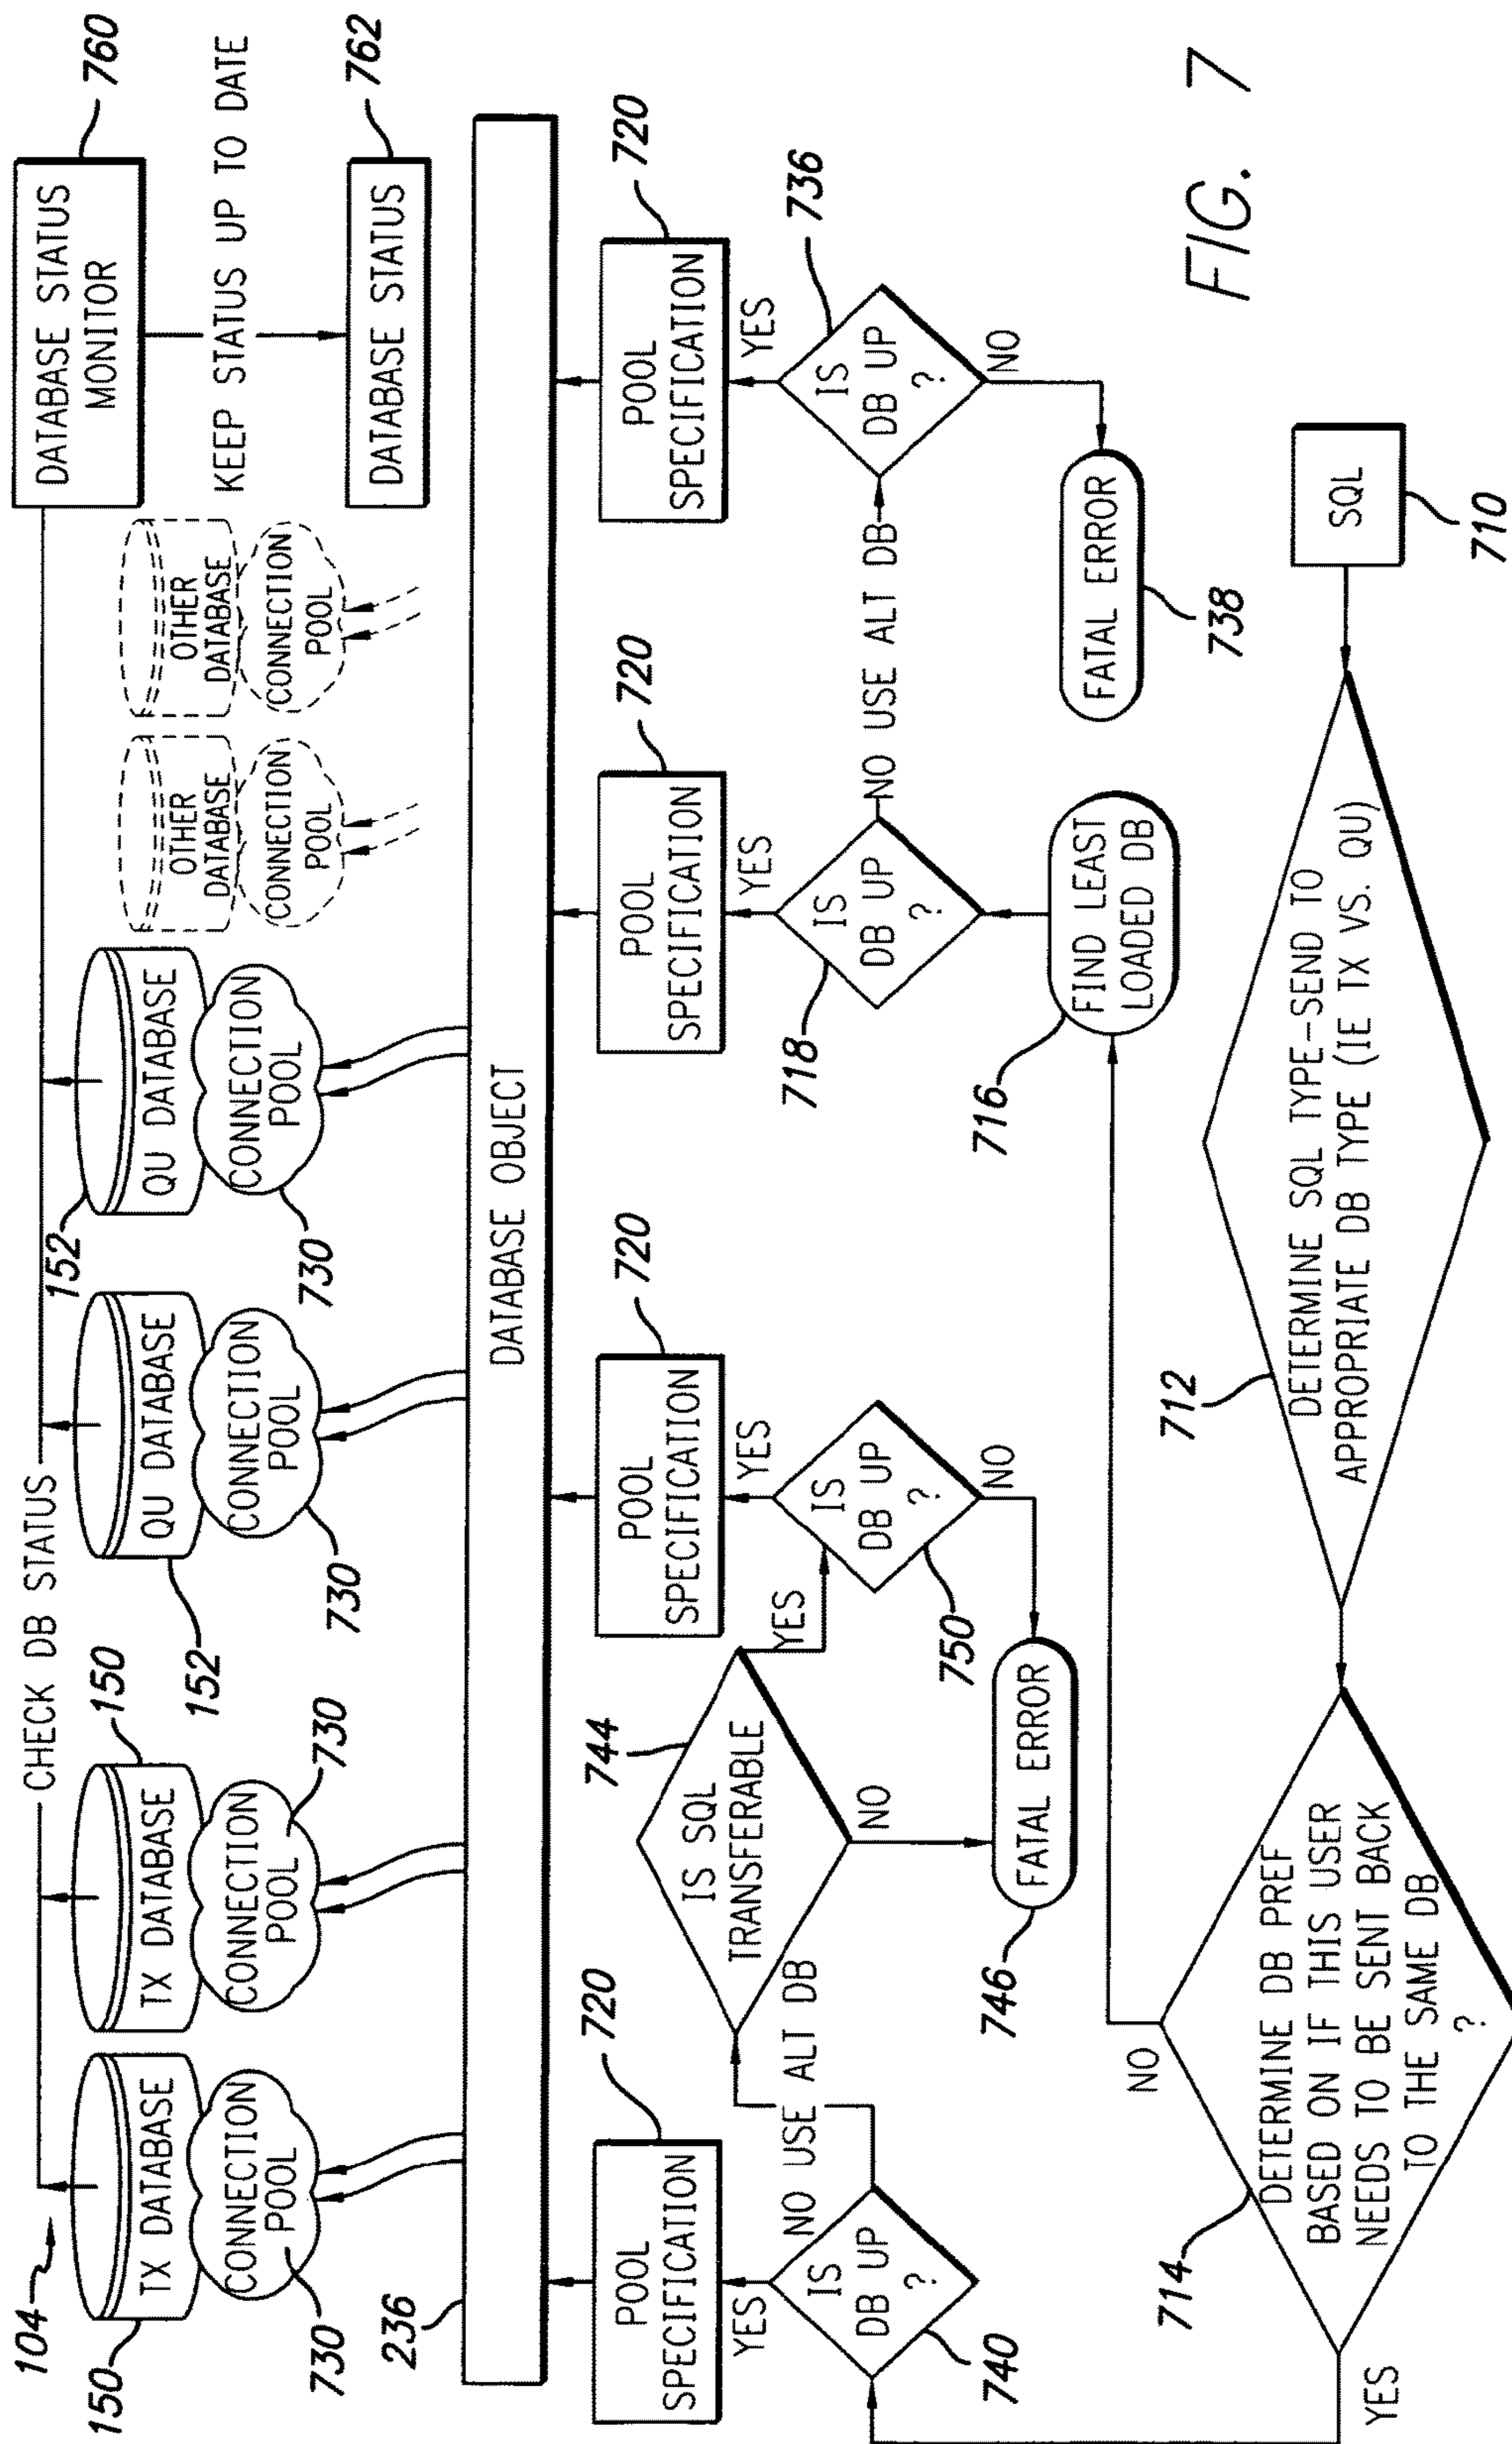 104
CHECK DB STATUS
DATABASE STATUS
MONITOR
760
KEEP STATUS UP TO DATE
DATABASE STATUS
762
150
TX DATABASE
CONNECTION
POOL
730
150
TX DATABASE
CONNECTION
POOL
730
152
QU DATABASE
CONNECTION
POOL
730
152
QU DATABASE
CONNECTION
POOL
730
OTHER
DATABASE
CONNECTION
POOL
OTHER
DATABASE
CONNECTION
POOL
236
DATABASE OBJECT
POOL
SPECIFICATION
720
POOL
SPECIFICATION
720
POOL
SPECIFICATION
720
POOL
SPECIFICATION
720
YES
IS
DB UP
?
740
NO USE ALT DB
IS SQL
TRANSFERABLE
744
YES
NO
YES
IS
DB UP
?
750
NO
FATAL ERROR
746
YES
IS
DB UP
?
718
NO USE ALT DB
YES
IS
DB UP
?
736
NO
FATAL ERROR
738
FIND LEAST
LOADED DB
716
NO
DETERMINE DB PREF
BASED ON IF THIS USER
NEEDS TO BE SENT BACK
TO THE SAME DB
?
714
YES
DETERMINE SQL TYPE-SEND TO
APPROPRIATE DB TYPE (IE TX VS. QU)
712
SQL
710
FIG. 7